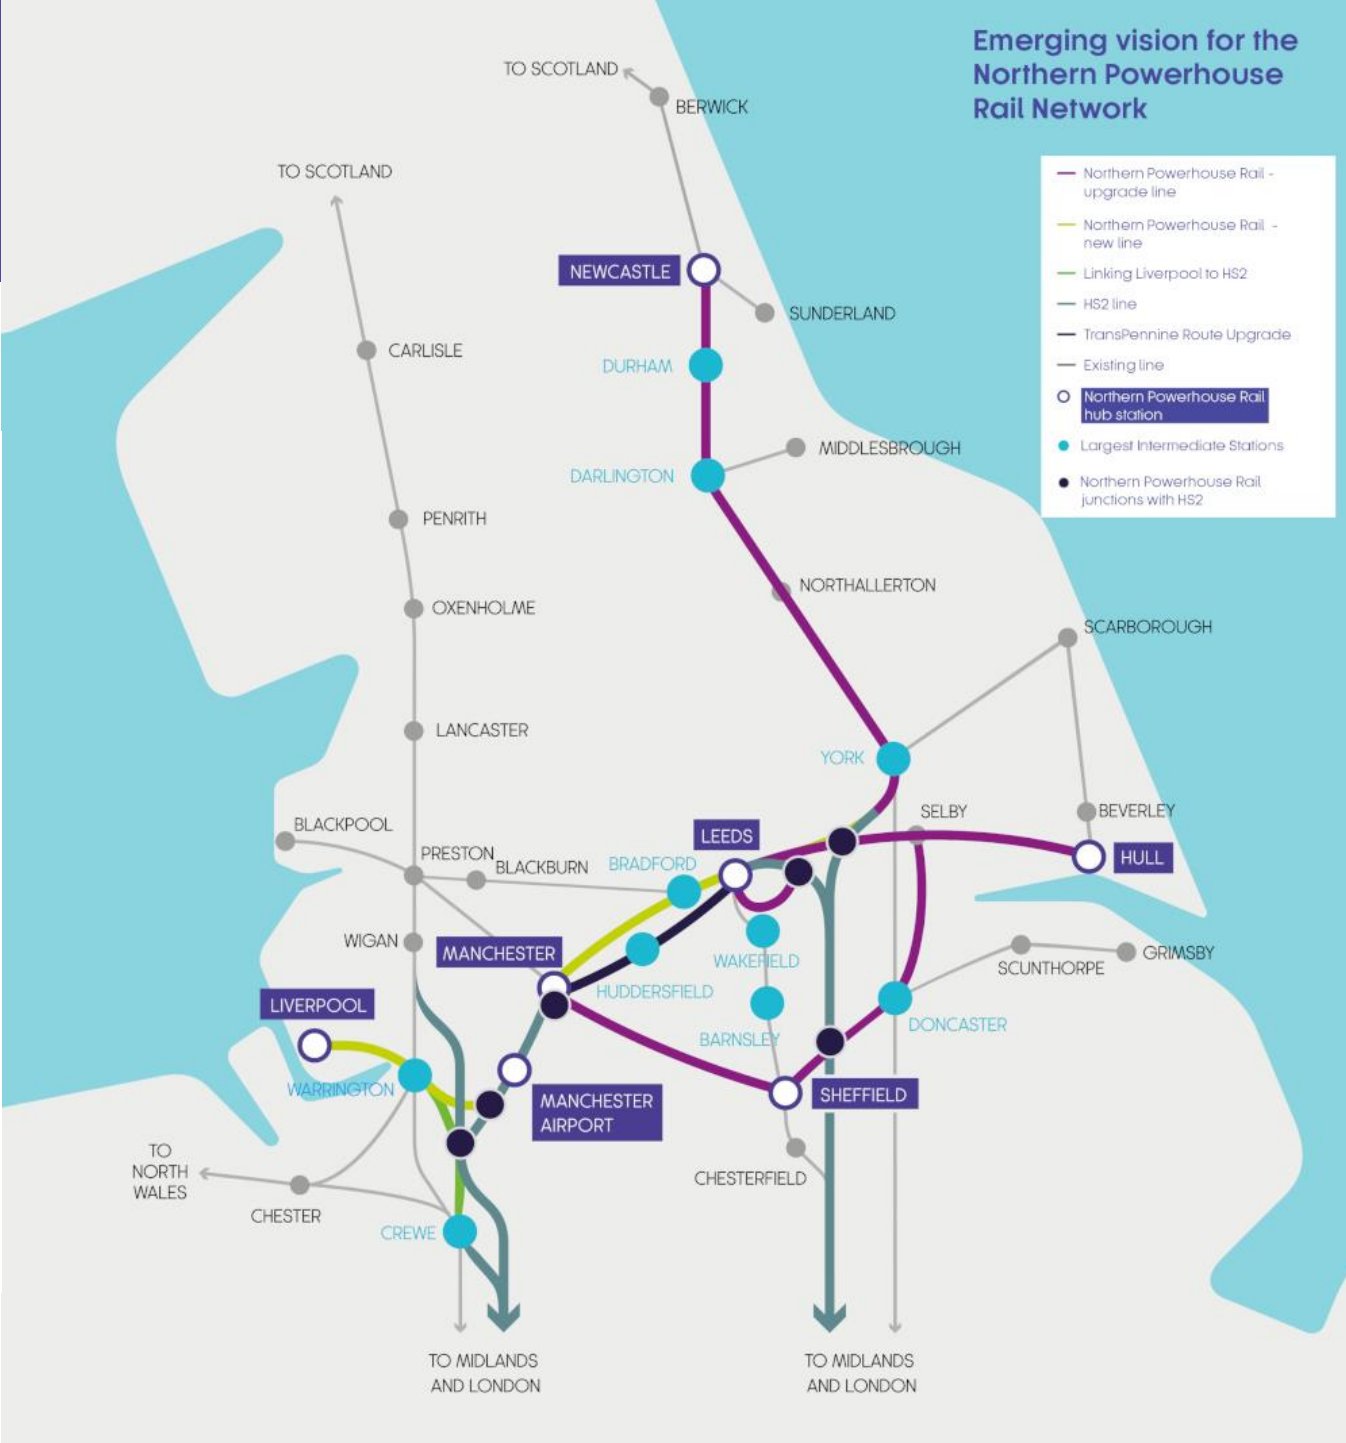 Emerging vision for the
Northern Powerhouse
Rail Network
Northern Powerhouse Rail -
upgrade line
Northern Powerhouse Rail -
new line
Linking Liverpool to HS2
HS2 line
TransPennine Route Upgrade
Existing line
Northern Powerhouse Rail
hub station
Largest Intermediate Stations
Northern Powerhouse Rail
junctions with HS2
TO SCOTLAND
BERWICK
TO SCOTLAND
NEWCASTLE
SUNDERLAND
CARLISLE
DURHAM
MIDDLESBROUGH
DARLINGTON
PENRITH
NORTHALLERTON
OXENHOLME
SCARBOROUGH
LANCASTER
YORK
SELBY
BEVERLEY
BLACKPOOL
LEEDS
PRESTON
BLACKBURN
BRADFORD
HULL
WIGAN
MANCHESTER
WAKEFIELD
GRIMSBY
SCUNTHORPE
HUDDERSFIELD
LIVERPOOL
DONCASTER
BARNSLEY
WARRINGTON
SHEFFIELD
MANCHESTER
AIRPORT
TO
NORTH
WALES
CHESTERFIELD
CHESTER
CREWE
TO MIDLANDS
AND LONDON
TO MIDLANDS
AND LONDON